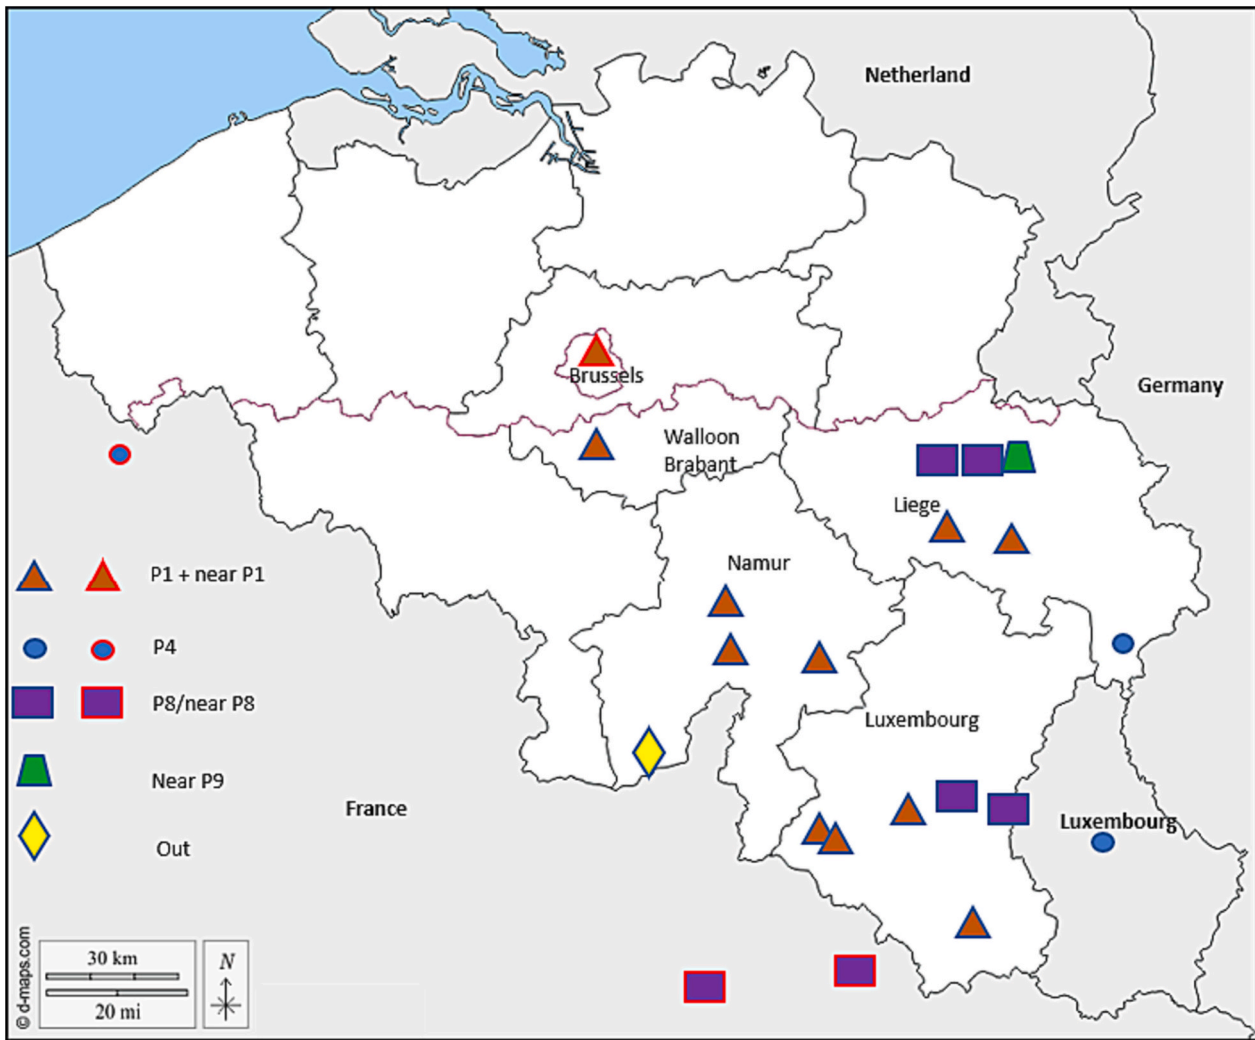 Netherland
Germany
Brussels
Walloon
Brabant
Liege
Namur
P1 + near P1
P4
P8/near P8
Luxembourg
Near P9
France
Luxembourg
Out
© d-maps.com
30 km
20 mi
N